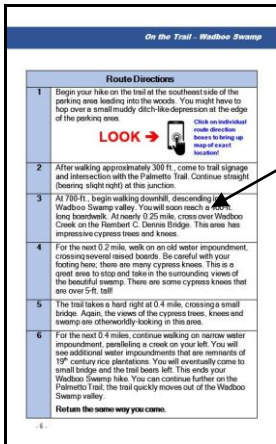 On the Trail – Wadboo Swamp
Route Directions
1 Begin your hike on the trail at the southeast side of the
parking area leading into the woods. You might have to
hop over a small muddy ditch-like depression at the edge
of the parking area.
LOOK
Click on individual
route direction
boxes to bring up
map of exact
location!
2 After walking approximately 300 ft., come to trail signage
and intersection with the Palmetto Trail. Continue straight
(bearing slight right) at this junction.
3 At 700-ft., begin walking downhill, descending
Wadboo Swamp valley. You will soon reach a
long boardwalk. At nearly 0.25 mile, cross over Wadboo
Creek on the Rembert C. Dennis Bridge. This area has
impressive cypress trees and knees.
4 For the next 0.2 mile, walk on an old water impoundment,
crossing several raised boards. Be careful with your
footing here; there are many cypress knees. This is a
great area to stop and take in the surrounding views of
the beautiful swamp. There are some cypress knees that
are over 5-ft. tall!
5 The trail takes a hard right at 0.4 mile, crossing a small
bridge. Again, the views of the cypress trees, knees and
swamp are otherworldly-looking in this area.
6 For the next 0.4 miles, continue walking on narrow water
impoundment, paralleling a creek on your left. You will
see additional water impoundments that are remnants of
19th century rice plantations. You will eventually come to
small bridge and the trail bears left. This ends your
Wadboo Swamp hike. You can continue further on the
Palmetto Trail; the trail quickly moves out of the Wadboo
Swamp valley.
Return the same way you came.
- 6 -